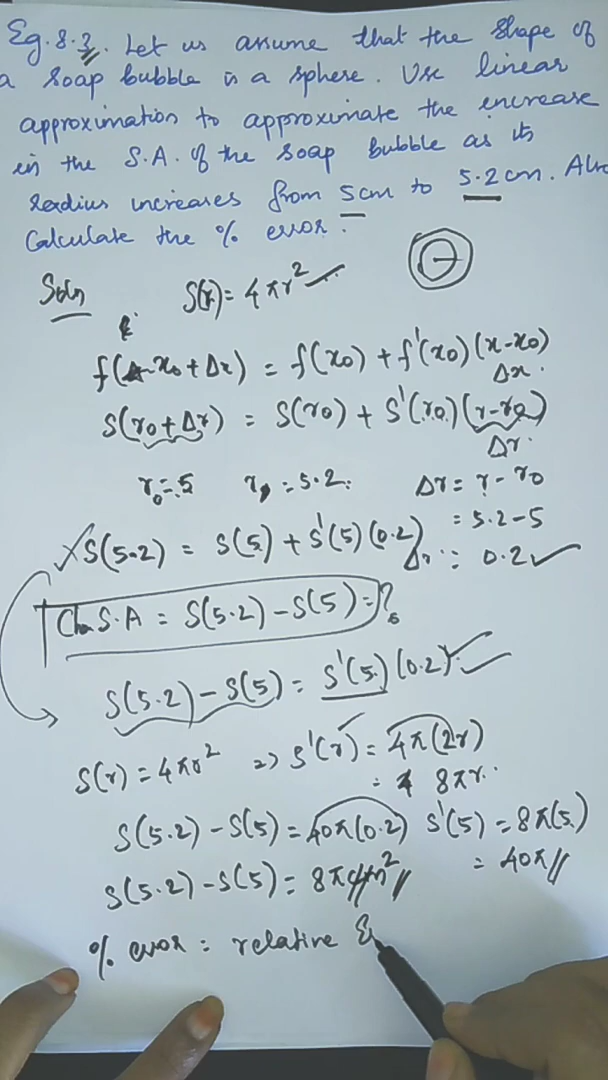 Eg. 8.3. Let us assume that the shape of
a soap bubble is a sphere. Use linear
approximation to approximate the increase
in the S.A. of the soap bubble as its
radius increases from 5cm to 5.2cm. Also
Calculate the % error.
Soln S(r) = 4πr²
f(x₀+Δx) = f(x₀) + f'(x₀)(x-x₀)
Δx.
S(r₀+Δr) = S(r₀) + S'(r₀)(r-r₀)
Δr.
r₀=5 r = 5.2. Δr = r - r₀
= 5.2-5
S(5.2) = S(5) + S'(5)(0.2) Δr = 0.2
S.A = S(5.2) - S(5) = ?
S(5.2) - S(5) = S'(5)(0.2)
S(r) = 4πr² => S'(r) = 4π(2r)
= 8πr.
S(5.2) - S(5) = 40π(0.2) S'(5) = 8π(5)
S(5.2) - S(5) = 8π cm² = 40π
% error = relative